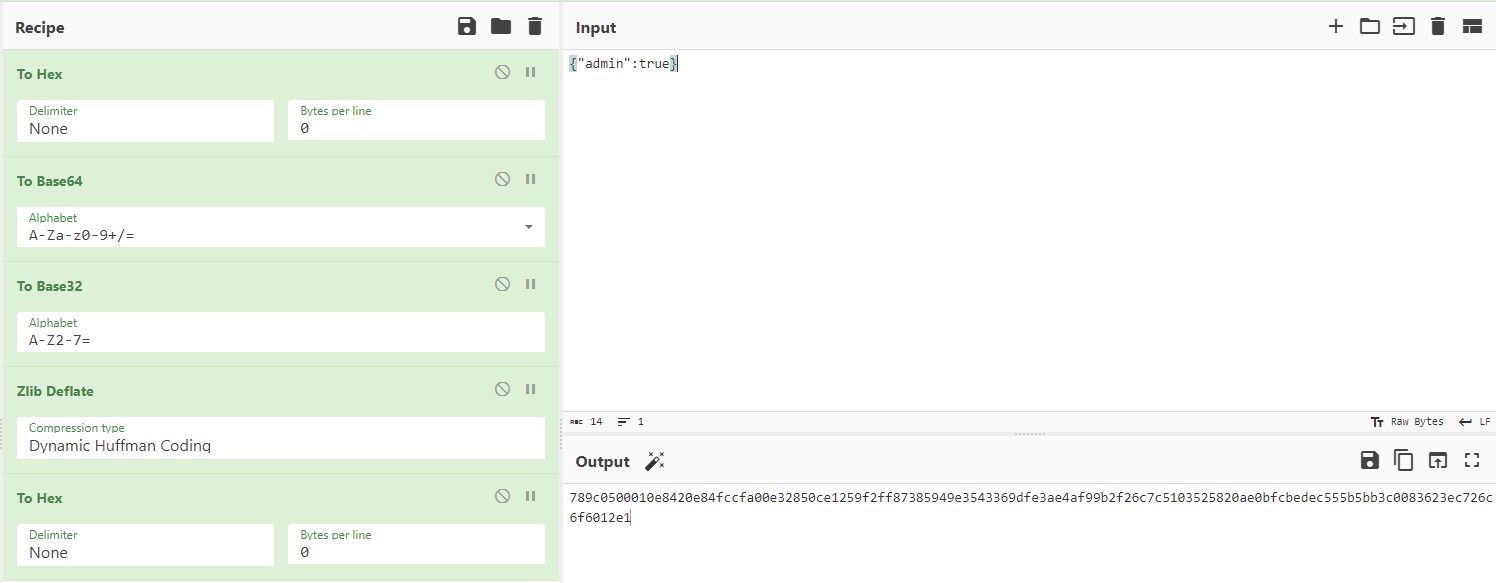 Recipe
To Hex
Delimiter
None
Bytes per line
0
To Base64
Alphabet
A-Za-z0-9+/=
To Base32
Alphabet
A-Z2-7=
Zlib Deflate
Compression type
Dynamic Huffman Coding
To Hex
Delimiter
None
Bytes per line
0
Input
{"admin":true}
ABC 14 1
Raw Bytes LF
Output
789c0500010e8420e84fccfa00e32850ce1259f2ff87385949e3543369dfe3ae4af99b2f26c7c5103525820ae0bfcbedec555b5bb3c0083623ec726c
6f6012e1